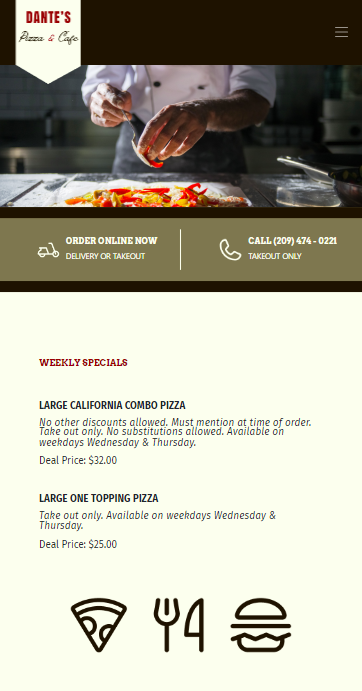 DANTE'S
Pizza & Cafe
ORDER ONLINE NOW
DELIVERY OR TAKEOUT
CALL (209) 474 - 0221
TAKEOUT ONLY
WEEKLY SPECIALS
LARGE CALIFORNIA COMBO PIZZA
No other discounts allowed. Must mention at time of order.
Take out only. No substitutions allowed. Available on
weekdays Wednesday & Thursday.
Deal Price: $32.00
LARGE ONE TOPPING PIZZA
Take out only. Available on weekdays Wednesday &
Thursday.
Deal Price: $25.00